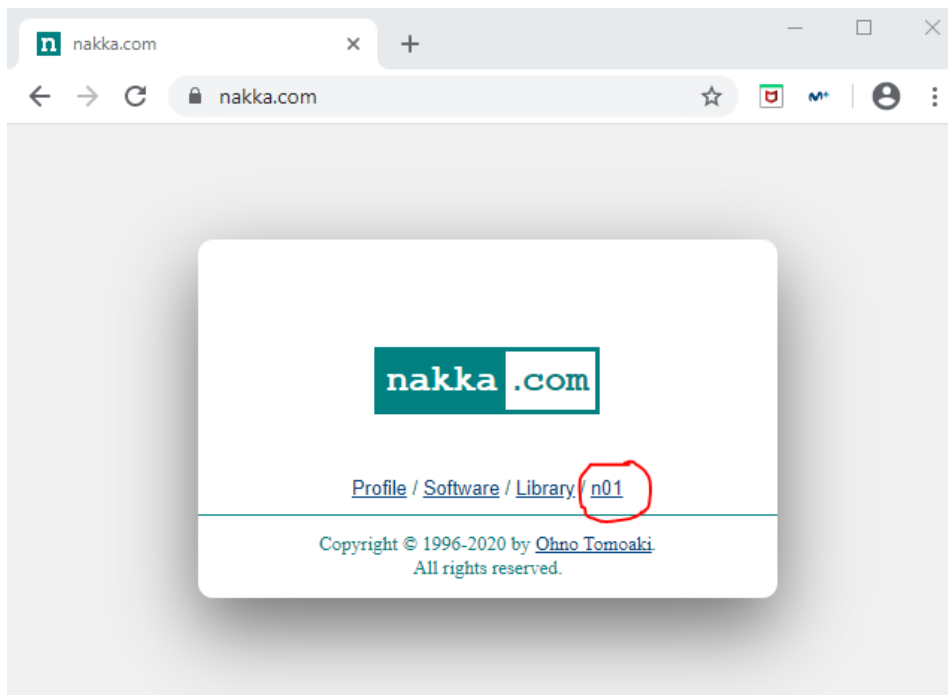 n nakka.com
nakka.com
nakka .com
Profile / Software / Library / n01
Copyright © 1996-2020 by Ohno Tomoaki.
All rights reserved.